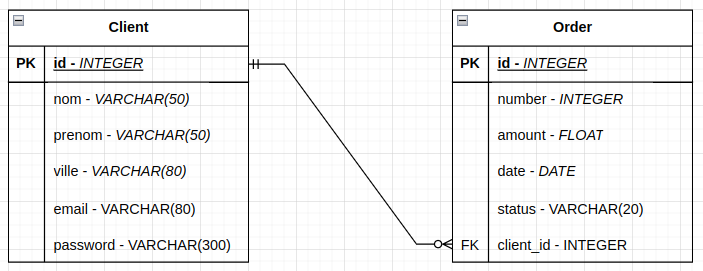 Client
PK id - INTEGER
nom - VARCHAR(50)
prenom - VARCHAR(50)
ville - VARCHAR(80)
email - VARCHAR(80)
password - VARCHAR(300)
Order
PK id - INTEGER
number - INTEGER
amount - FLOAT
date - DATE
status - VARCHAR(20)
FK client_id - INTEGER